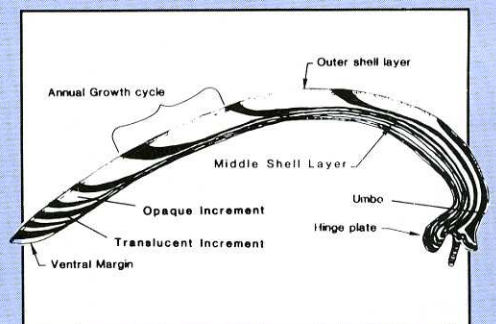 Outer shell layer
Annual Growth cycle
Middle Shell Layer
Umbo
Opaque Increment
Hinge plate
Translucent Increment
Ventral Margin